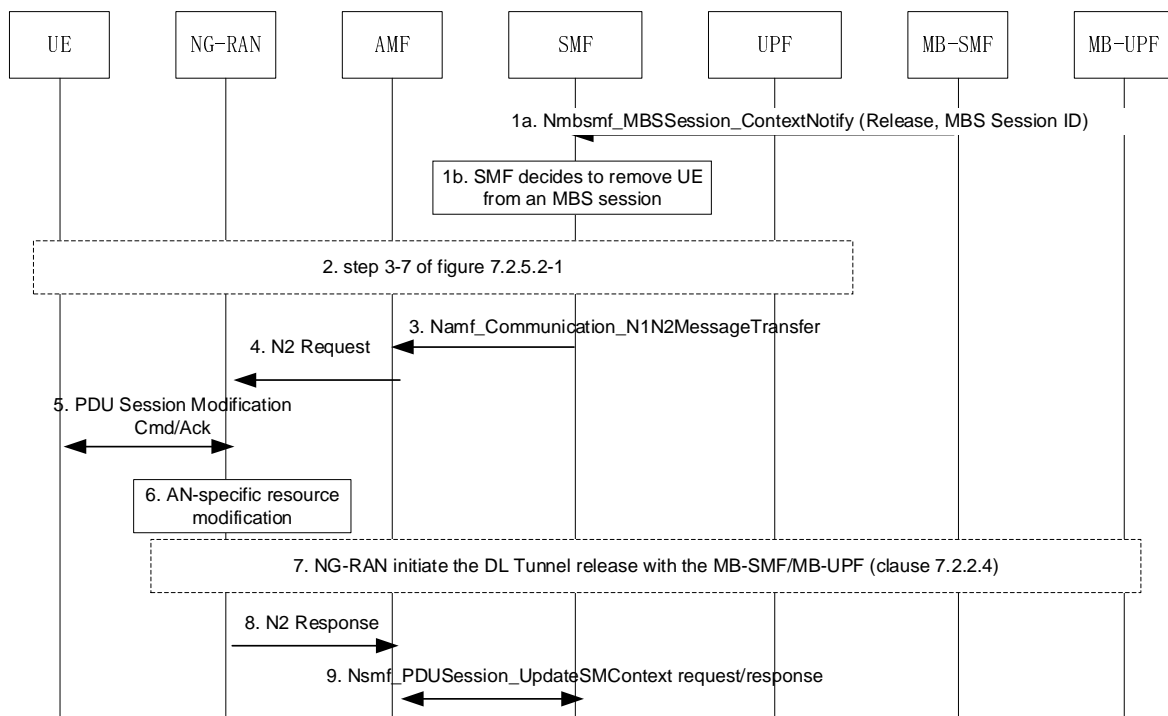 UE
NG-RAN
AMF
SMF
UPF
MB-SMF
MB-UPF
1a. Nmbsmf_MBSSession_ContextNotify (Release, MBS Session ID)
1b. SMF decides to remove UE
from an MBS session
2. step 3-7 of figure 7.2.5.2-1
3. Namf_Communication_N1N2MessageTransfer
4. N2 Request
5. PDU Session Modification
Cmd/Ack
6. AN-specific resource
modification
7. NG-RAN initiate the DL Tunnel release with the MB-SMF/MB-UPF (clause 7.2.2.4)
8. N2 Response
9. Nsmf_PDUSession_UpdateSMContext request/response